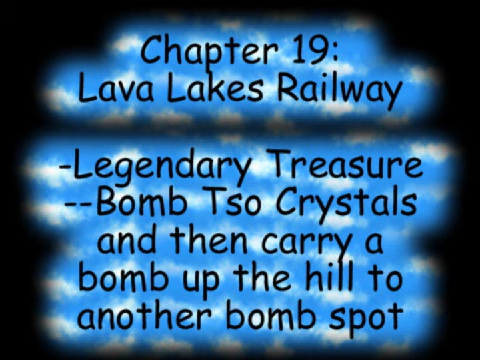 Chapter 19:
Lava Lakes Railway
-Legendary Treasure
--Bomb Tso Crystals
and then carry a
bomb up the hill to
another bomb spot